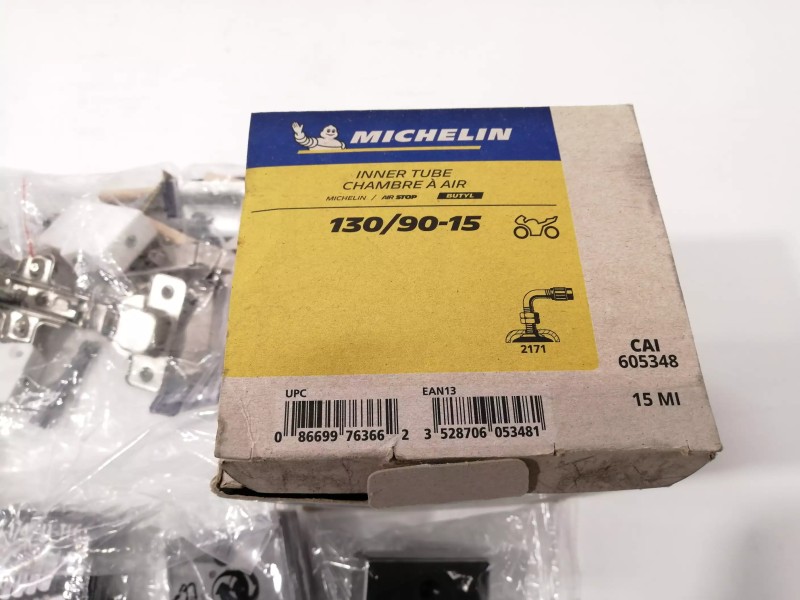 MICHELIN
INNER TUBE
CHAMBRE À AIR
MICHELIN / AIR STOP BUTYL
130/90-15
2171
CAI
605348
15 MI
UPC
0 86699 76366 2
EAN13
3 528706 053481